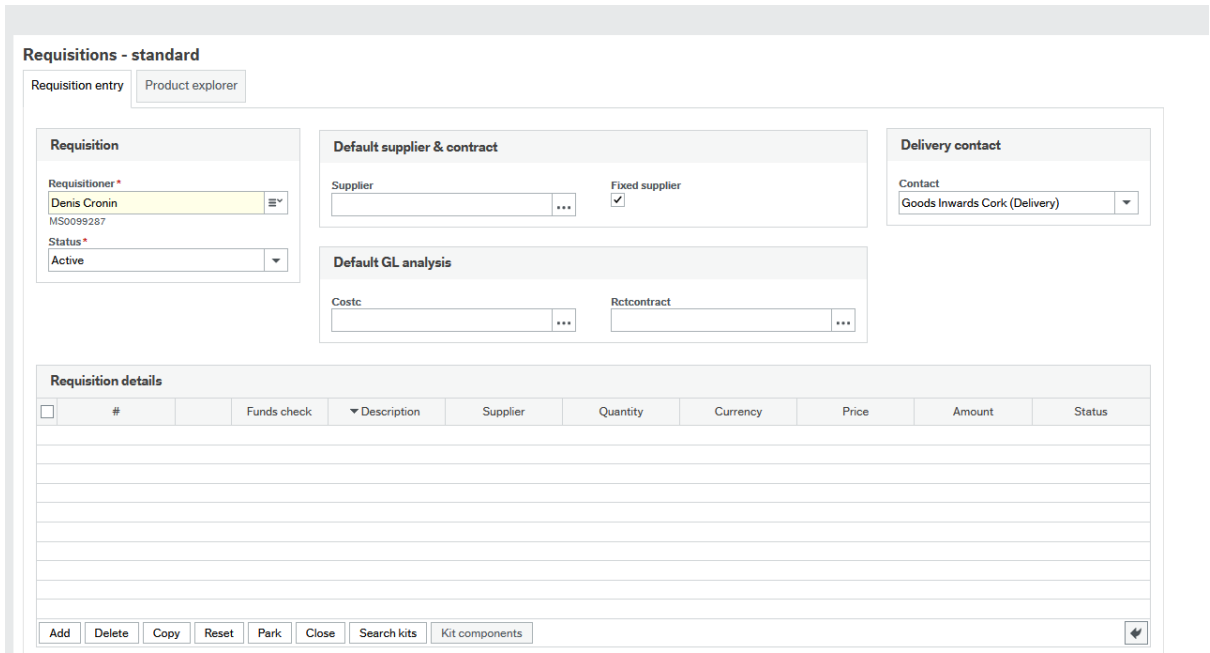 Requisitions - standard
Requisition entry Product explorer
Requisition
Requisitioner *
Denis Cronin
MS0099287
Status *
Active
Default supplier & contract
Supplier Fixed supplier
...
Default GL analysis
Costc Rctcontract
... ...
Delivery contact
Contact
Goods Inwards Cork (Delivery)
Requisition details
# Funds check Description Supplier Quantity Currency Price Amount Status
Add Delete Copy Reset Park Close Search kits Kit components